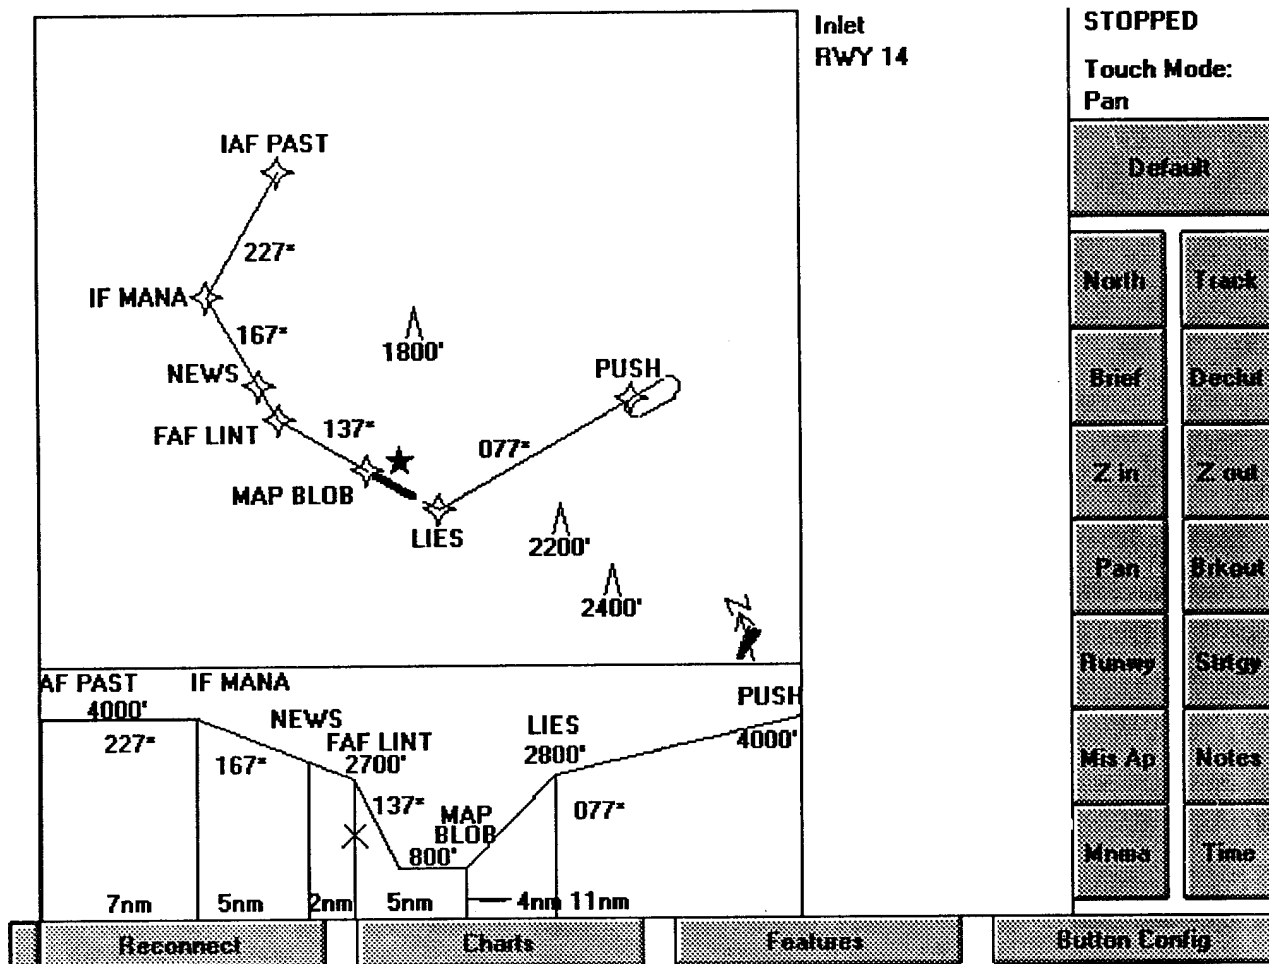 Inlet
RWY 14
STOPPED
Touch Mode:
Pan
IAF PAST
227°
IF MANA
167°
1800'
NEWS
PUSH
FAF LINT
137°
077°
MAP BLOB
LIES
2200'
2400'
N
AF PAST
IF MANA
4000'
NEWS
PUSH
FAF LINT
LIES
227°
167°
2700'
2800'
4000'
137°
MAP
BLOB
077°
800'
7nm
5nm
2nm
5nm
4nm
11nm
Default
North
Track
Brief
Declut
Z in
Z out
Pan
Brkout
Runwy
Strtgy
Mis Ap
Notes
Mnma
Time
Reconnect
Charts
Features
Button Config